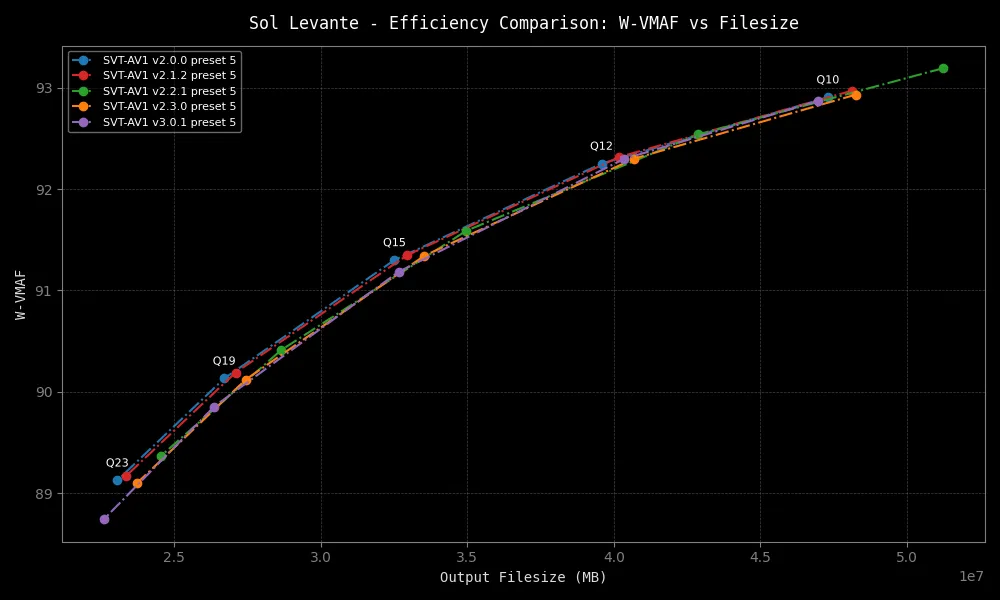 Sol Levante - Efficiency Comparison: W-VMAF vs Filesize
SVT-AV1 v2.0.0 preset 5
SVT-AV1 v2.1.2 preset 5
SVT-AV1 v2.2.1 preset 5
SVT-AV1 v2.3.0 preset 5
SVT-AV1 v3.0.1 preset 5
Q10
93
Q12
92
Q15
91
Q19
90
Q23
89
W-VMAF
2.5 3.0 3.5 4.0 4.5 5.0
1e7
Output Filesize (MB)